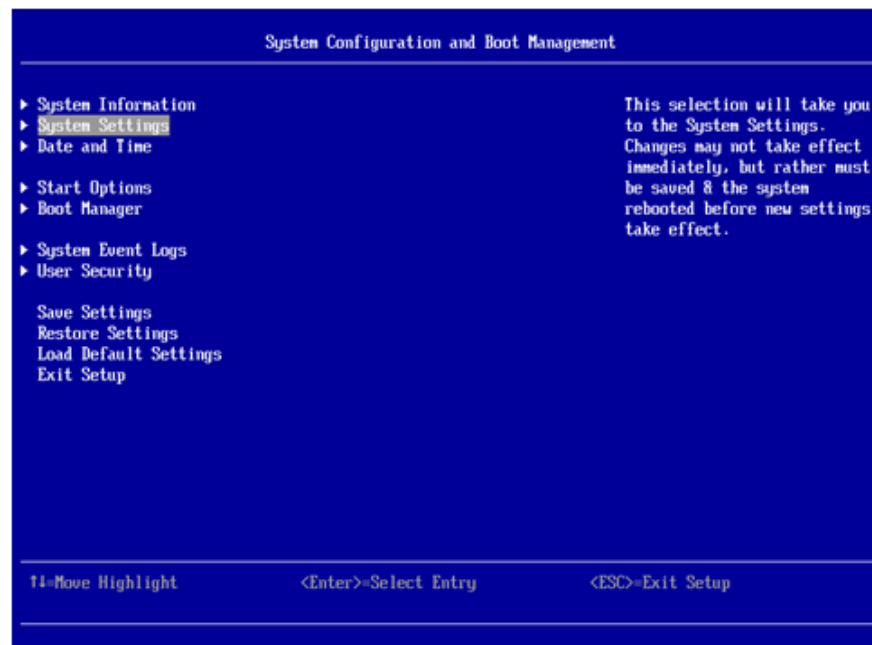 System Configuration and Boot Management
System Information
System Settings
Date and Time
Start Options
Boot Manager
System Event Logs
User Security
Save Settings
Restore Settings
Load Default Settings
Exit Setup
This selection will take you
to the System Settings.
Changes may not take effect
immediately, but rather must
be saved & the system
rebooted before new settings
take effect.
↑↓=Move Highlight <Enter>=Select Entry <ESC>=Exit Setup